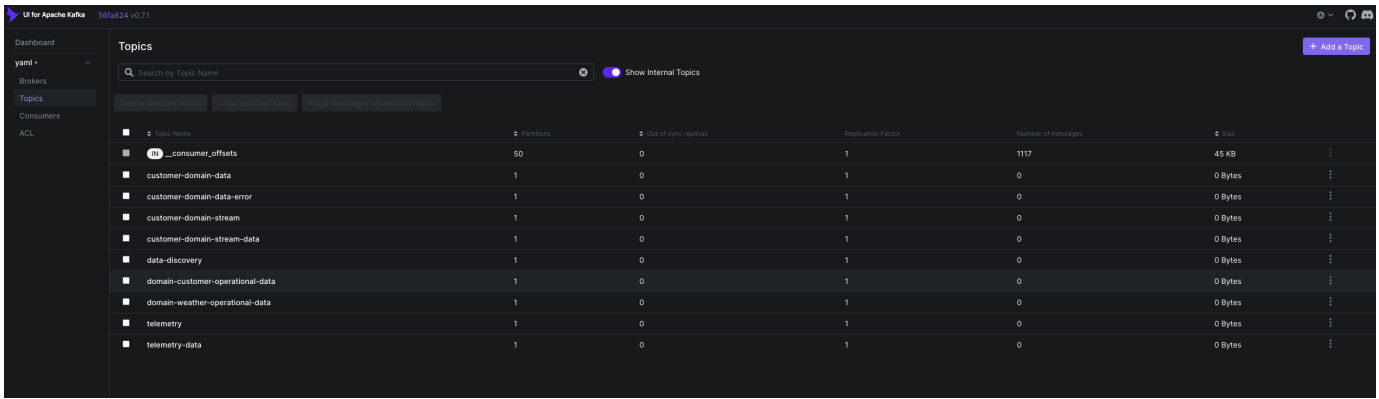 UI for Apache Kafka 56fa824 v0.7.1
Dashboard
yaml
Brokers
Topics
Consumers
ACL
Topics
+ Add a Topic
Search by Topic Name
Show Internal Topics
Delete selected topics Copy selected topic Purge messages of selected topics
Topic Name Partitions Out of sync replicas Replication Factor Number of messages Size
IN __consumer_offsets 50 0 1 1117 45 KB
customer-domain-data 1 0 1 0 0 Bytes
customer-domain-data-error 1 0 1 0 0 Bytes
customer-domain-stream 1 0 1 0 0 Bytes
customer-domain-stream-data 1 0 1 0 0 Bytes
data-discovery 1 0 1 0 0 Bytes
domain-customer-operational-data 1 0 1 0 0 Bytes
domain-weather-operational-data 1 0 1 0 0 Bytes
telemetry 1 0 1 0 0 Bytes
telemetry-data 1 0 1 0 0 Bytes